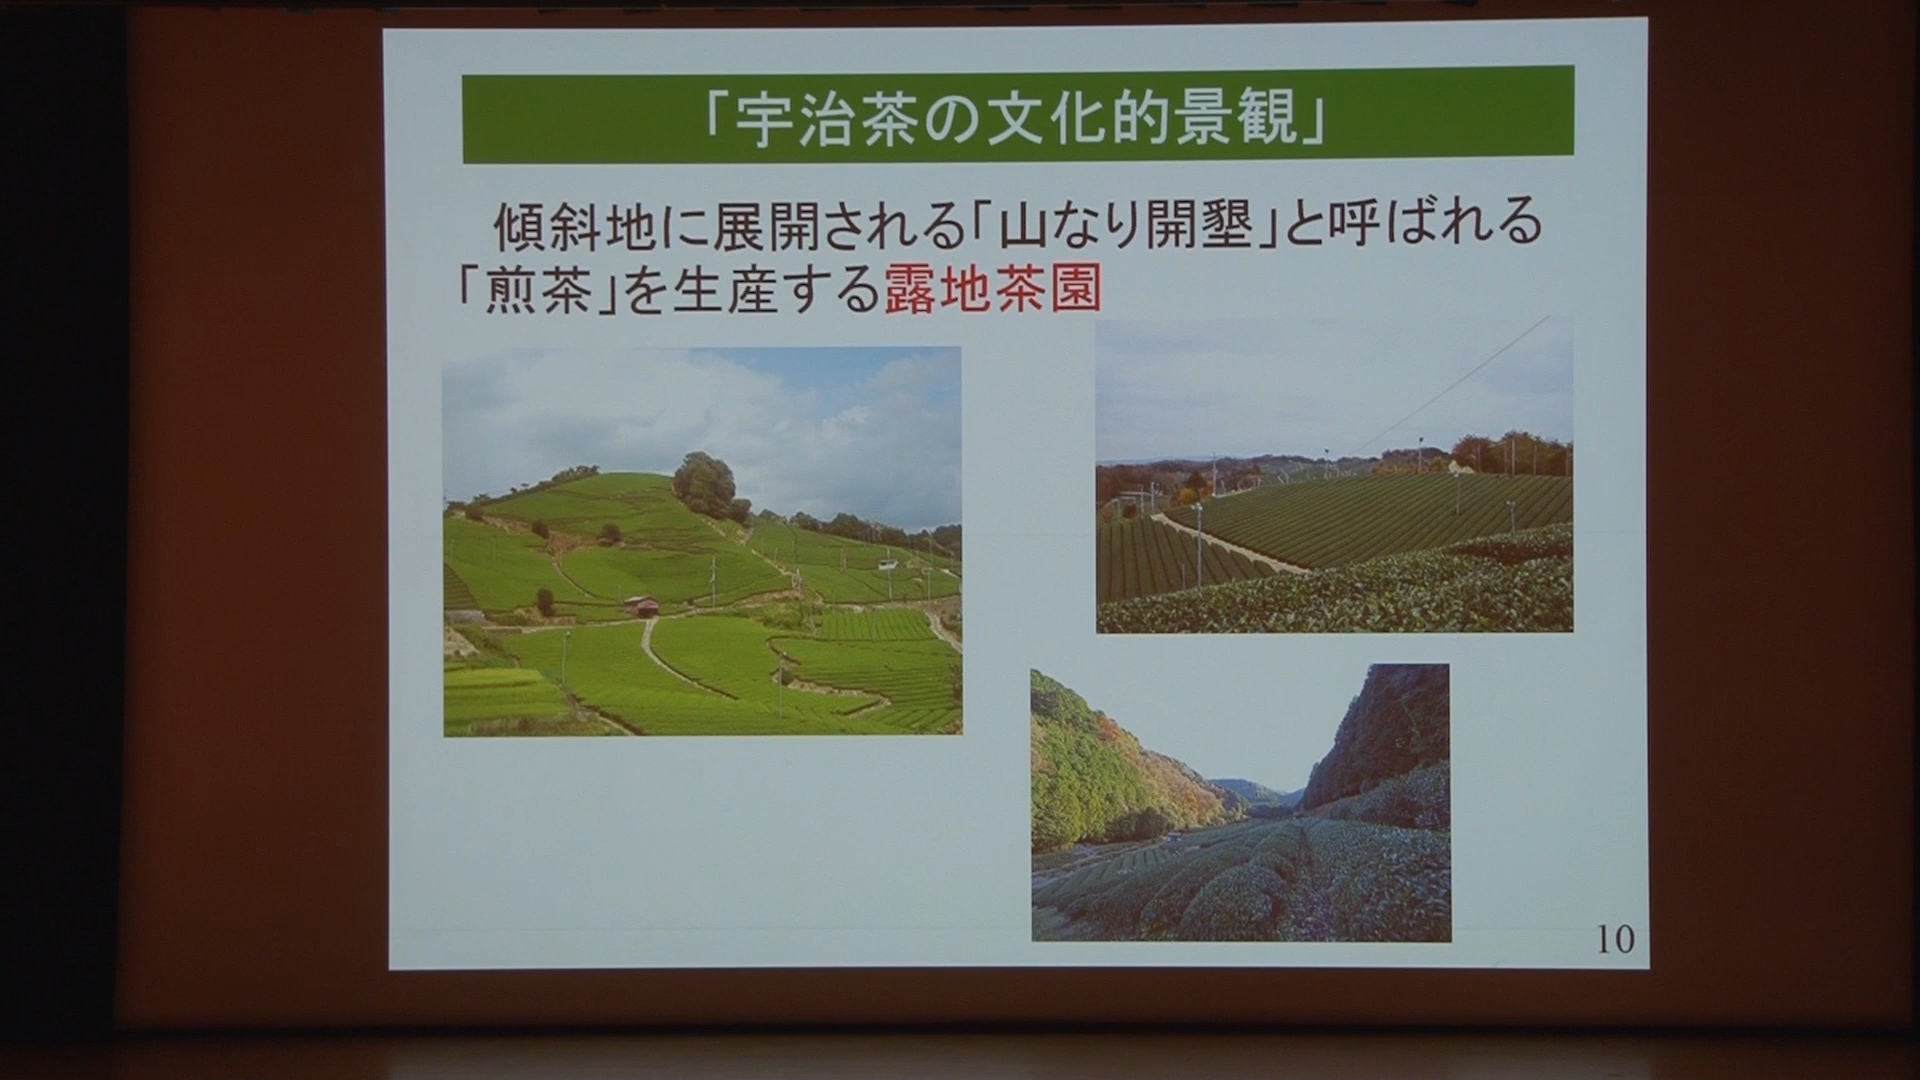 「宇治茶の文化的景観」
傾斜地に展開される「山なり開墾」と呼ばれる
「煎茶」を生産する露地茶園
10